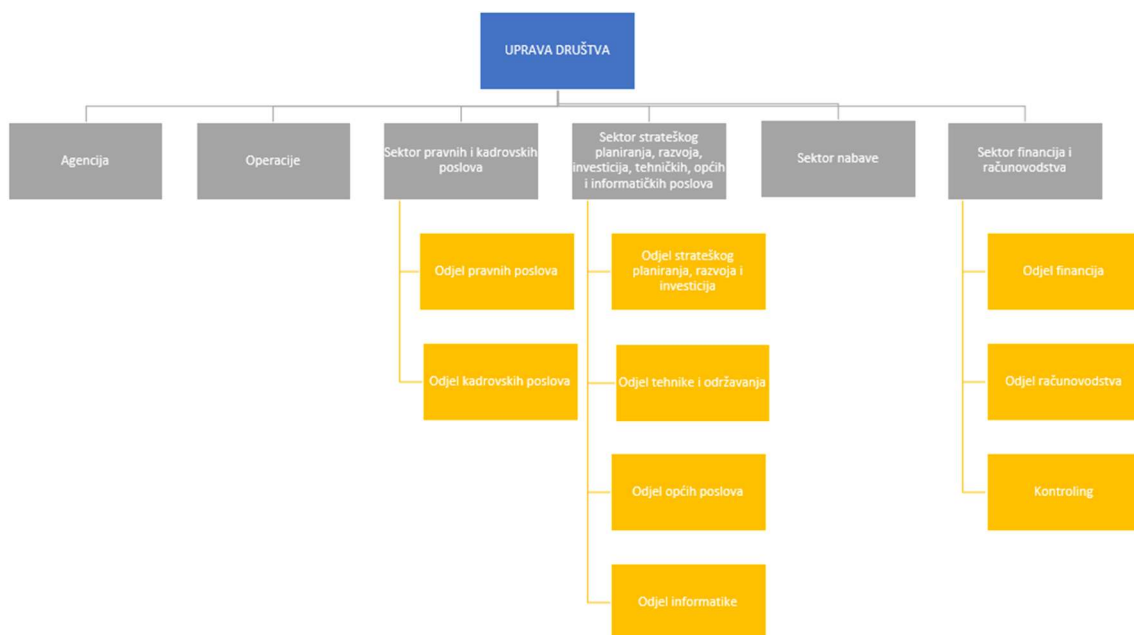 UPRAVA DRUŠTVA
Agencija
Operacije
Sektor pravnih i kadrovskih
poslova
Sektor strateškog
planiranja, razvoja,
investicija, tehničkih, općih
i informatičkih poslova
Sektor nabave
Sektor financija i
računovodstva
Odjel pravnih poslova
Odjel kadrovskih poslova
Odjel strateškog
planiranja, razvoja i
investicija
Odjel tehnike i održavanja
Odjel općih poslova
Odjel informatike
Odjel financija
Odjel računovodstva
Kontroling